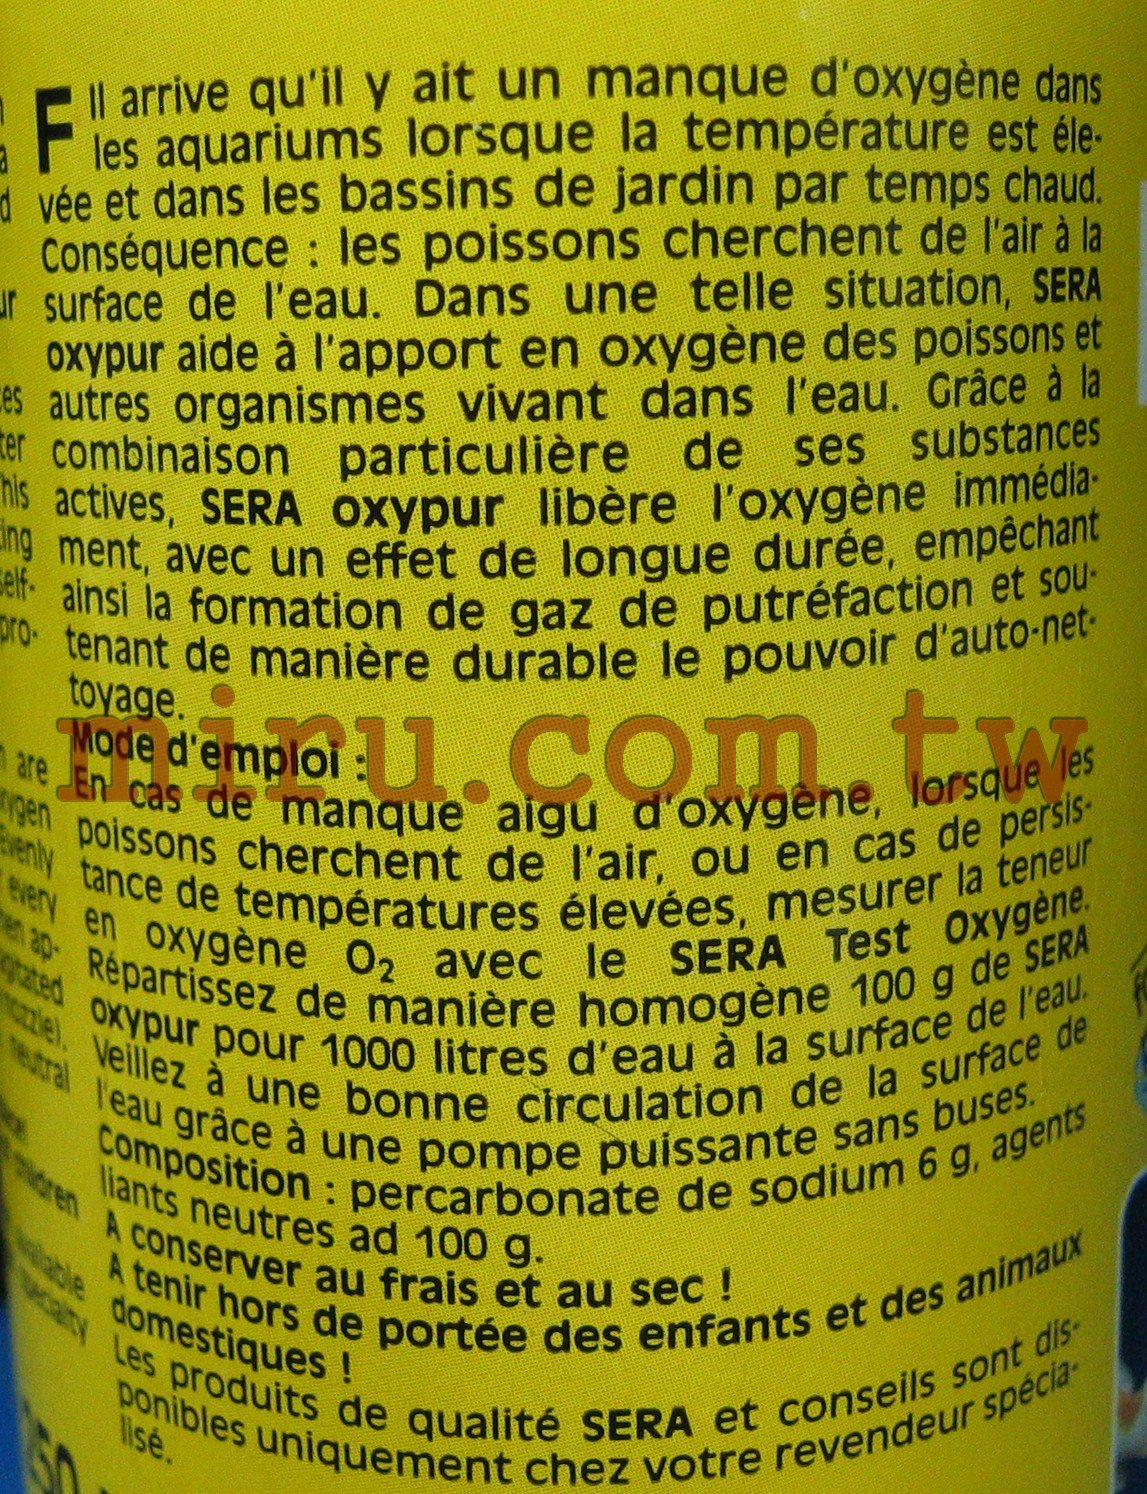 F
Il arrive qu'il y ait un manque d'oxygène dans
les aquariums lorsque la température est éle-
vée et dans les bassins de jardin par temps chaud.
Conséquence : les poissons cherchent de l'air à la
surface de l'eau. Dans une telle situation, SERA
oxypur aide à l'apport en oxygène des poissons et
autres organismes vivant dans l'eau. Grâce à la
combinaison particulière de ses substances
actives, SERA oxypur libère l'oxygène immédia-
ment, avec un effet de longue durée, empêchant
ainsi la formation de gaz de putréfaction et sou-
tenant de manière durable le pouvoir d'auto-net-
toyage.
miru.com.tw
Mode d'emploi :
En cas de manque aigu d'oxygène, lorsque les
poissons cherchent de l'air, ou en cas de persis-
tance de températures élevées, mesurer la teneur
en oxygène O₂ avec le SERA Test Oxygène.
Répartissez de manière homogène 100 g de SERA
oxypur pour 1000 litres d'eau à la surface de l'eau.
Veillez à une bonne circulation de la surface de
l'eau grâce à une pompe puissante sans buses.
Composition : percarbonate de sodium 6 g, agents
liants neutres ad 100 g.
A conserver au frais et au sec !
A tenir hors de portée des enfants et des animaux
domestiques !
Les produits de qualité SERA et conseils sont dis-
ponibles uniquement chez votre revendeur spécia-
lisé.